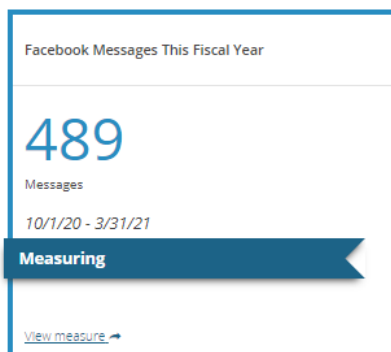 Facebook Messages This Fiscal Year
489
Messages
10/1/20 - 3/31/21
Measuring
View measure